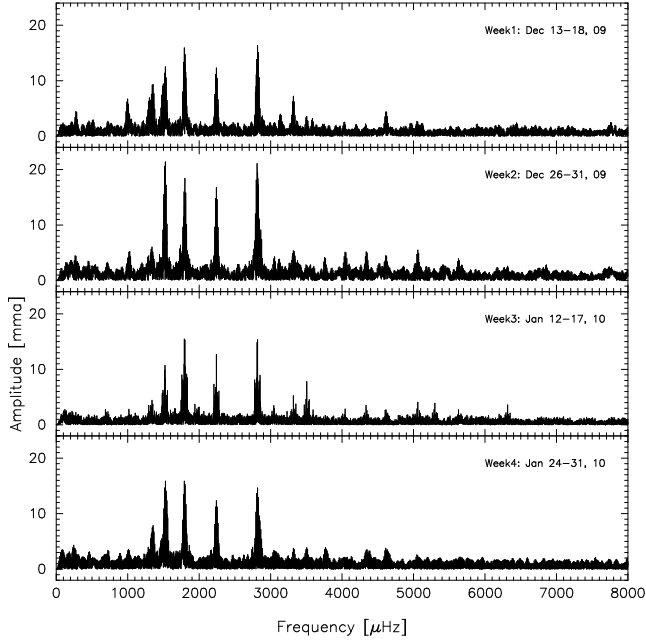 Week1: Dec 13-18, 09
20
10
0
Week2: Dec 26-31, 09
20
10
0
Week3: Jan 12-17, 10
20
10
0
Week4: Jan 24-31, 10
20
10
0
Amplitude [mma]
0 1000 2000 3000 4000 5000 6000 7000 8000
Frequency [μHz]